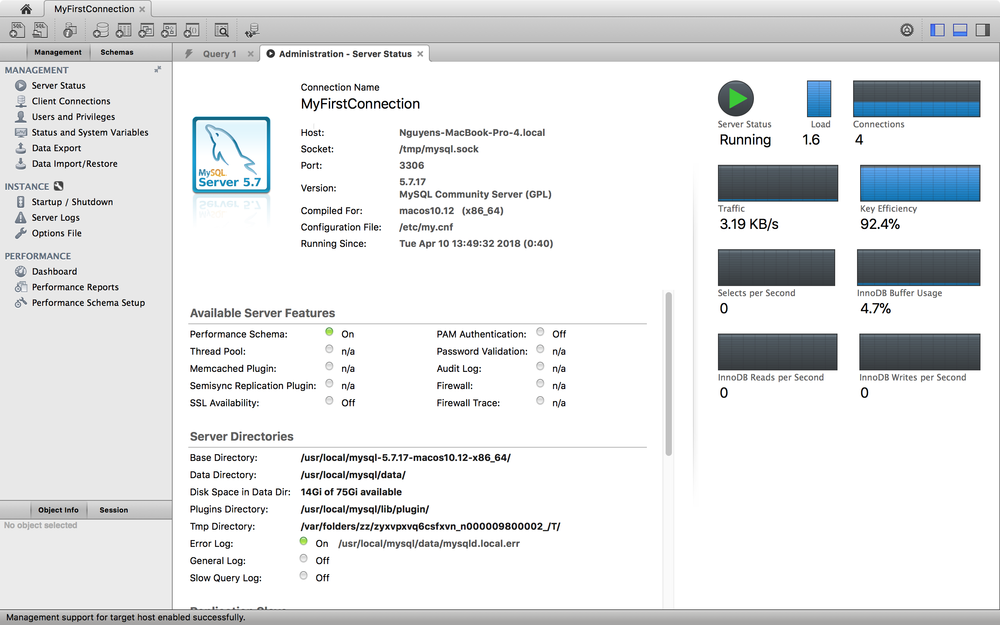 MyFirstConnection
SQL
SQL
f()
Management
Schemas
Query 1
Administration - Server Status
MANAGEMENT
Server Status
Client Connections
Users and Privileges
Status and System Variables
Data Export
Data Import/Restore
INSTANCE
Startup / Shutdown
Server Logs
Options File
PERFORMANCE
Dashboard
Performance Reports
Performance Schema Setup
Object Info
Session
No object selected
MySQL
Server 5.7
Connection Name
MyFirstConnection
Host: Nguyens-MacBook-Pro-4.local
Socket: /tmp/mysql.sock
Port: 3306
Version: 5.7.17
MySQL Community Server (GPL)
Compiled For: macos10.12 (x86_64)
Configuration File: /etc/my.cnf
Running Since: Tue Apr 10 13:49:32 2018 (0:40)
Available Server Features
Performance Schema: On PAM Authentication: Off
Thread Pool: n/a Password Validation: n/a
Memcached Plugin: n/a Audit Log: n/a
Semisync Replication Plugin: n/a Firewall: n/a
SSL Availability: Off Firewall Trace: n/a
Server Directories
Base Directory: /usr/local/mysql-5.7.17-macos10.12-x86_64/
Data Directory: /usr/local/mysql/data/
Disk Space in Data Dir: 14Gi of 75Gi available
Plugins Directory: /usr/local/mysql/lib/plugin/
Tmp Directory: /var/folders/zz/zyxvpxvq6csfxvn_n000009800002_/T/
Error Log: On /usr/local/mysql/data/mysqld.local.err
General Log: Off
Slow Query Log: Off
Replication Slave
Server Status Load Connections
Running 1.6 4
Traffic Key Efficiency
3.19 KB/s 92.4%
Selects per Second InnoDB Buffer Usage
0 4.7%
InnoDB Reads per Second InnoDB Writes per Second
0 0
Management support for target host enabled successfully.